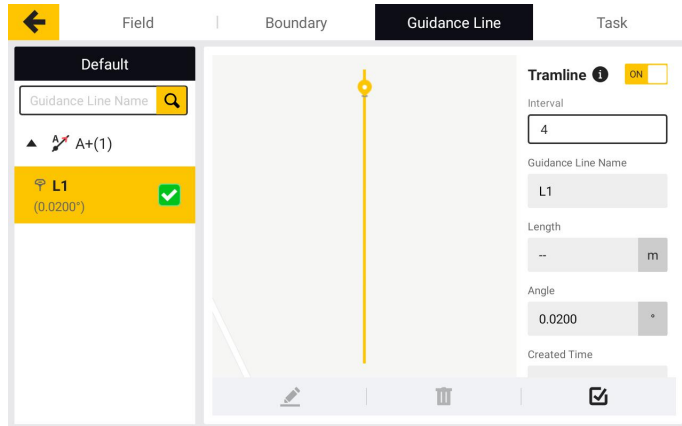 Field
Boundary
Guidance Line
Task
Default
Guidance Line Name
A+(1)
L1
(0.0200°)
Tramline
ON
Interval
4
Guidance Line Name
L1
Length
--
m
Angle
0.0200
°
Created Time